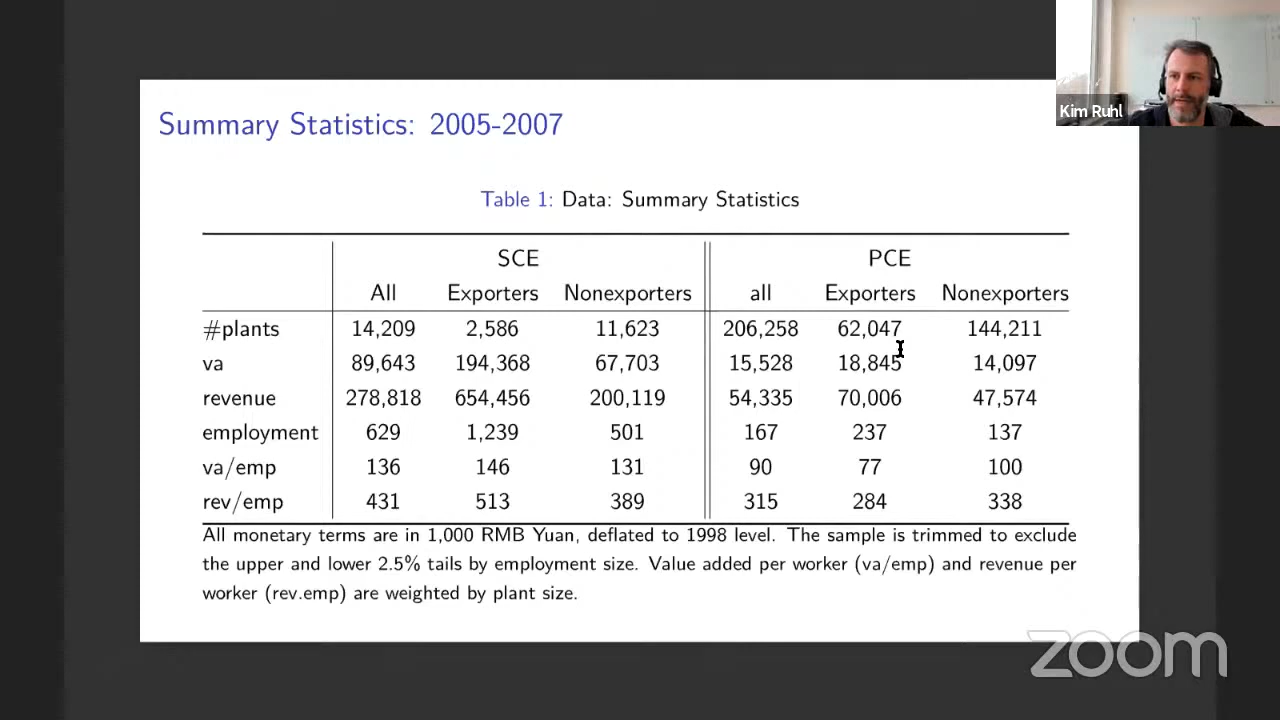 Kim Ruhl
Summary Statistics: 2005-2007
Table 1: Data: Summary Statistics
SCE PCE
All Exporters Nonexporters all Exporters Nonexporters
#plants 14,209 2,586 11,623 206,258 62,047 144,211
va 89,643 194,368 67,703 15,528 18,845 14,097
revenue 278,818 654,456 200,119 54,335 70,006 47,574
employment 629 1,239 501 167 237 137
va/emp 136 146 131 90 77 100
rev/emp 431 513 389 315 284 338
All monetary terms are in 1,000 RMB Yuan, deflated to 1998 level. The sample is trimmed to exclude
the upper and lower 2.5% tails by employment size. Value added per worker (va/emp) and revenue per
worker (rev.emp) are weighted by plant size.
zoom